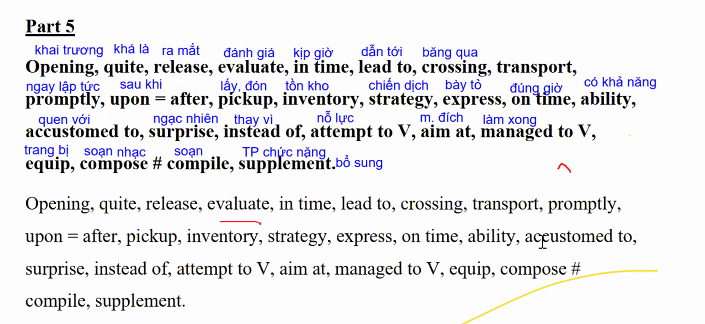 Part 5
khai trương khá là ra mắt đánh giá kịp giờ dẫn tới băng qua
Opening, quite, release, evaluate, in time, lead to, crossing, transport,
ngay lập tức sau khi lấy, đón tồn kho chiến dịch bày tỏ đúng giờ có khả năng
promptly, upon = after, pickup, inventory, strategy, express, on time, ability,
quen với ngạc nhiên thay vì nỗ lực m. đích làm xong
accustomed to, surprise, instead of, attempt to V, aim at, managed to V,
trang bị soạn nhạc soạn TP chức năng
equip, compose # compile, supplement. bổ sung
Opening, quite, release, evaluate, in time, lead to, crossing, transport, promptly,
upon = after, pickup, inventory, strategy, express, on time, ability, accustomed to,
surprise, instead of, attempt to V, aim at, managed to V, equip, compose #
compile, supplement.